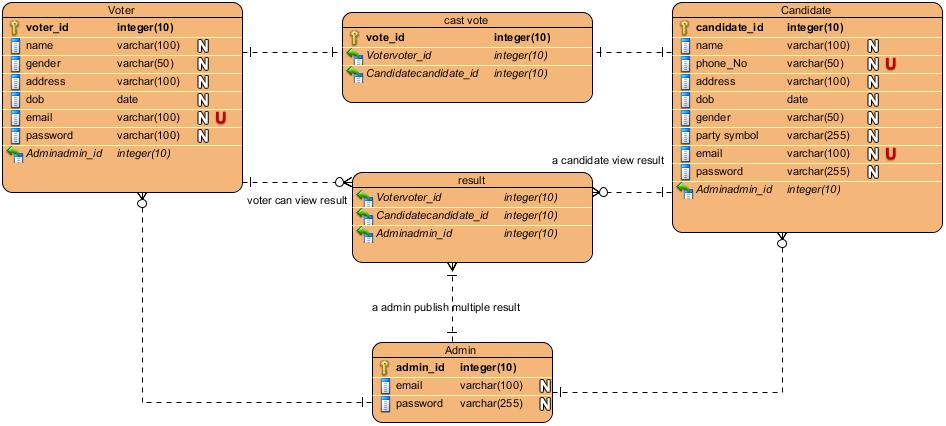 Voter
voter_id integer(10)
name varchar(100) N
gender varchar(50) N
address varchar(100) N
dob date N
email varchar(100) N U
password varchar(100) N
Adminadmin_id integer(10)
cast vote
vote_id integer(10)
Votervoter_id integer(10)
Candidatecandidate_id integer(10)
Candidate
candidate_id integer(10)
name varchar(100) N
phone_No varchar(50) N U
address varchar(100) N
dob date N
gender varchar(50) N
party symbol varchar(255) N
email varchar(100) N U
password varchar(255) N
Adminadmin_id integer(10)
a candidate view result
voter can view result
result
Votervoter_id integer(10)
Candidatecandidate_id integer(10)
Adminadmin_id integer(10)
a admin publish multiple result
Admin
admin_id integer(10)
email varchar(100) N
password varchar(255) N